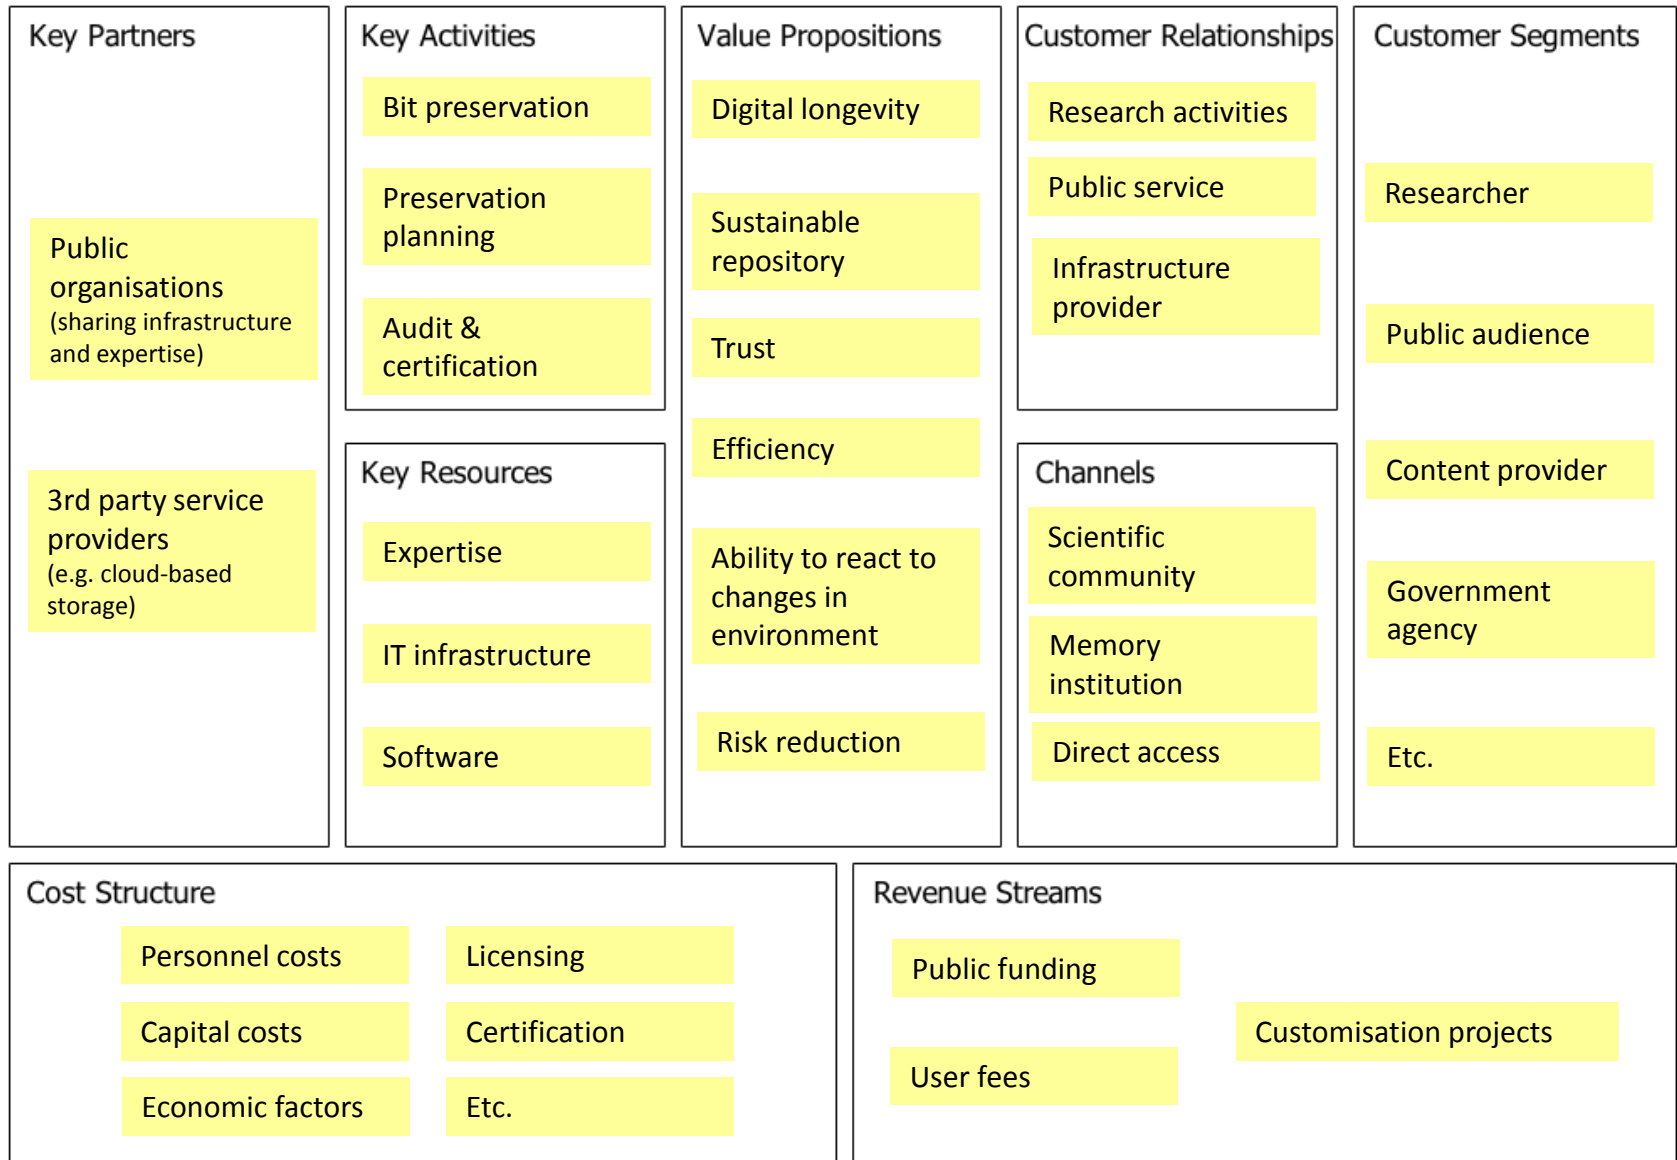 Key Partners
Public
organisations
(sharing infrastructure
and expertise)
3rd party service
providers
(e.g. cloud-based
storage)
Key Activities
Bit preservation
Preservation
planning
Audit &
certification
Key Resources
Expertise
IT infrastructure
Software
Value Propositions
Digital longevity
Sustainable
repository
Trust
Efficiency
Ability to react to
changes in
environment
Risk reduction
Customer Relationships
Research activities
Public service
Infrastructure
provider
Channels
Scientific
community
Memory
institution
Direct access
Customer Segments
Researcher
Public audience
Content provider
Government
agency
Etc.
Cost Structure
Personnel costs
Capital costs
Economic factors
Licensing
Certification
Etc.
Revenue Streams
Public funding
User fees
Customisation projects